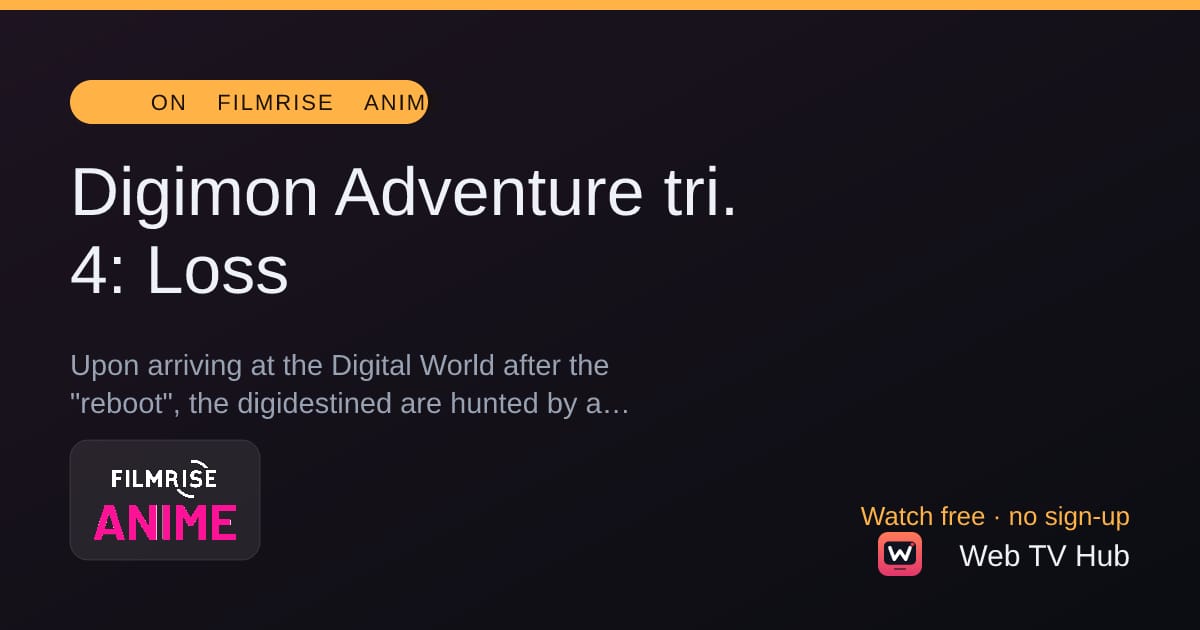 ON FILMRISE ANIM
Digimon Adventure tri.
4: Loss
Upon arriving at the Digital World after the
"reboot", the digidestined are hunted by a…
FILMRISE
ANIME
Watch free · no sign-up
W
Web TV Hub